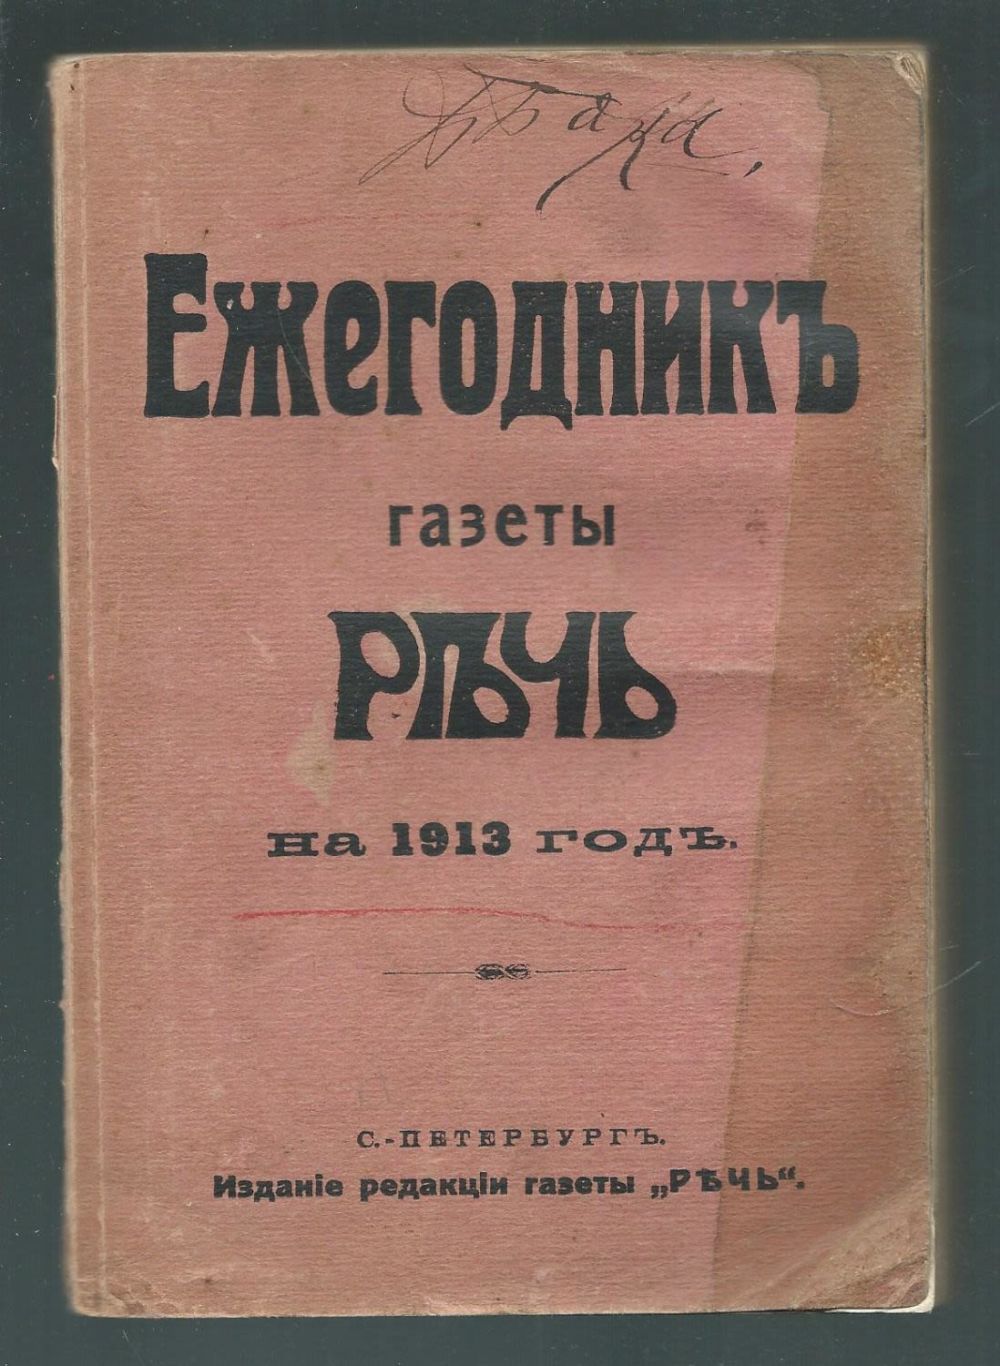 Ежегодникъ
газеты
РѢЧЬ
на 1913 годъ.
С.-ПЕТЕРБУРГЪ.
Изданіе редакціи газеты „РѢЧЬ“.